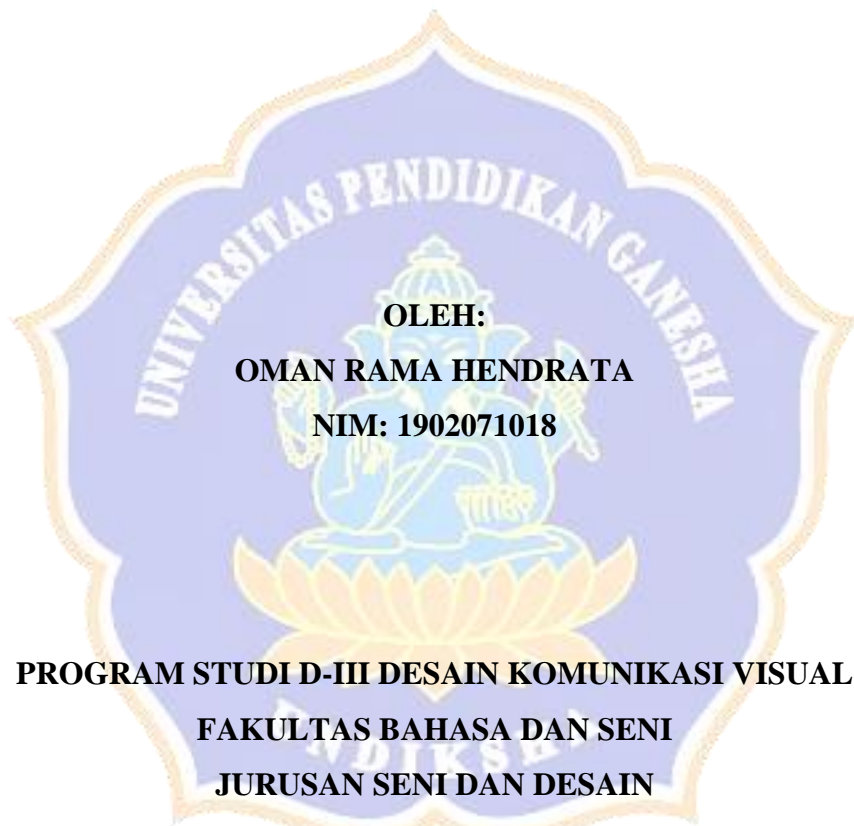 UNIVERSITAS PENDIDIKAN GANESHA
OLEH:
OMAN RAMA HENDRATA
NIM: 1902071018
PROGRAM STUDI D-III DESAIN KOMUNIKASI VISUAL
FAKULTAS BAHASA DAN SENI
UNDIKSHA
JURUSAN SENI DAN DESAIN